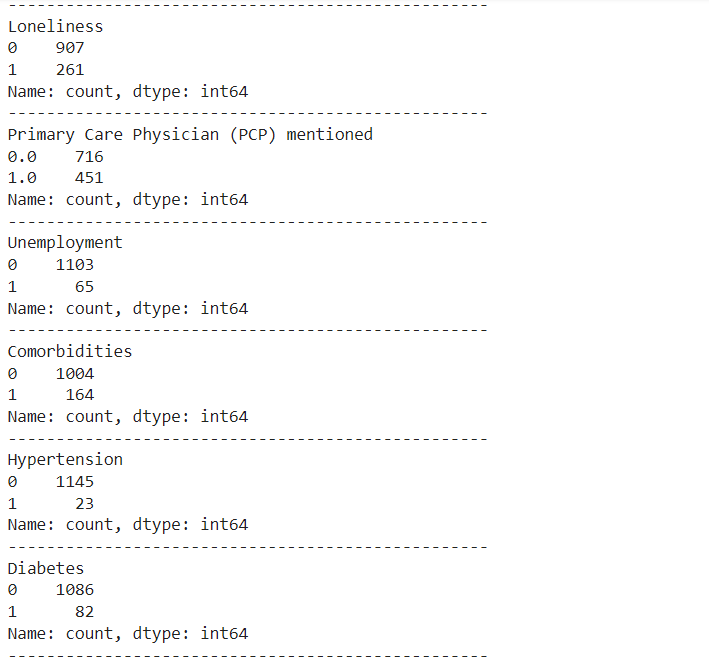 --------------------------------------------------
Loneliness
0    907
1    261
Name: count, dtype: int64
--------------------------------------------------
Primary Care Physician (PCP) mentioned
0.0    716
1.0    451
Name: count, dtype: int64
--------------------------------------------------
Unemployment
0    1103
1      65
Name: count, dtype: int64
--------------------------------------------------
Comorbidities
0    1004
1     164
Name: count, dtype: int64
--------------------------------------------------
Hypertension
0    1145
1      23
Name: count, dtype: int64
--------------------------------------------------
Diabetes
0    1086
1      82
Name: count, dtype: int64
--------------------------------------------------